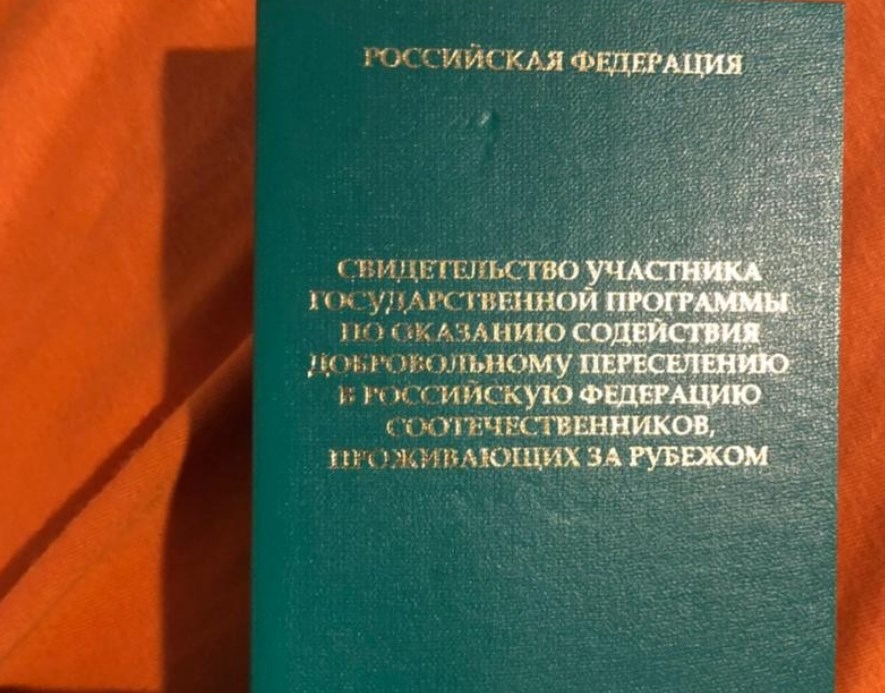 РОССИЙСКАЯ ФЕДЕРАЦИЯ
СВИДЕТЕЛЬСТВО УЧАСТНИКА
ГОСУДАРСТВЕННОЙ ПРОГРАММЫ
ПО ОКАЗАНИЮ СОДЕЙСТВИЯ
ДОБРОВОЛЬНОМУ ПЕРЕСЕЛЕНИЮ
В РОССИЙСКУЮ ФЕДЕРАЦИЮ
СООТЕЧЕСТВЕННИКОВ,
ПРОЖИВАЮЩИХ ЗА РУБЕЖОМ